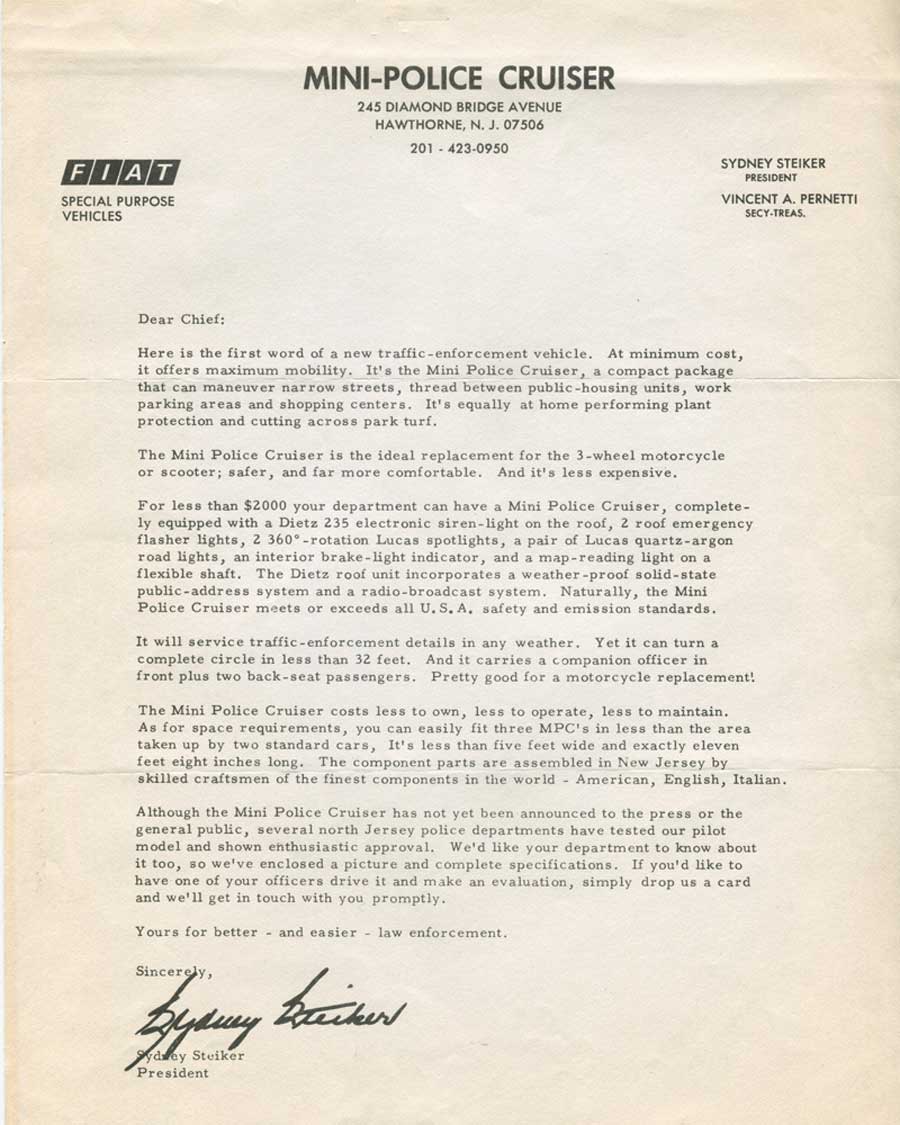 MINI-POLICE CRUISER
245 DIAMOND BRIDGE AVENUE
HAWTHORNE, N. J. 07506
201 - 423-0950
FIAT
SPECIAL PURPOSE
VEHICLES
SYDNEY STEIKER
PRESIDENT
VINCENT A. PERNETTI
SECY-TREAS.
Dear Chief:
Here is the first word of a new traffic-enforcement vehicle. At minimum cost,
it offers maximum mobility. It's the Mini Police Cruiser, a compact package
that can maneuver narrow streets, thread between public-housing units, work
parking areas and shopping centers. It's equally at home performing plant
protection and cutting across park turf.
The Mini Police Cruiser is the ideal replacement for the 3-wheel motorcycle
or scooter; safer, and far more comfortable. And it's less expensive.
For less than $2000 your department can have a Mini Police Cruiser, complete-
ly equipped with a Dietz 235 electronic siren-light on the roof, 2 roof emergency
flasher lights, 2 360°-rotation Lucas spotlights, a pair of Lucas quartz-argon
road lights, an interior brake-light indicator, and a map-reading light on a
flexible shaft. The Dietz roof unit incorporates a weather-proof solid-state
public-address system and a radio-broadcast system. Naturally, the Mini
Police Cruiser meets or exceeds all U.S.A. safety and emission standards.
It will service traffic-enforcement details in any weather. Yet it can turn a
complete circle in less than 32 feet. And it carries a companion officer in
front plus two back-seat passengers. Pretty good for a motorcycle replacement!
The Mini Police Cruiser costs less to own, less to operate, less to maintain.
As for space requirements, you can easily fit three MPC's in less than the area
taken up by two standard cars, It's less than five feet wide and exactly eleven
feet eight inches long. The component parts are assembled in New Jersey by
skilled craftsmen of the finest components in the world - American, English, Italian.
Although the Mini Police Cruiser has not yet been announced to the press or the
general public, several north Jersey police departments have tested our pilot
model and shown enthusiastic approval. We'd like your department to know about
it too, so we've enclosed a picture and complete specifications. If you'd like to
have one of your officers drive it and make an evaluation, simply drop us a card
and we'll get in touch with you promptly.
Yours for better - and easier - law enforcement.
Sincerely,
Sydney Steiker
Sydney Steiker
President